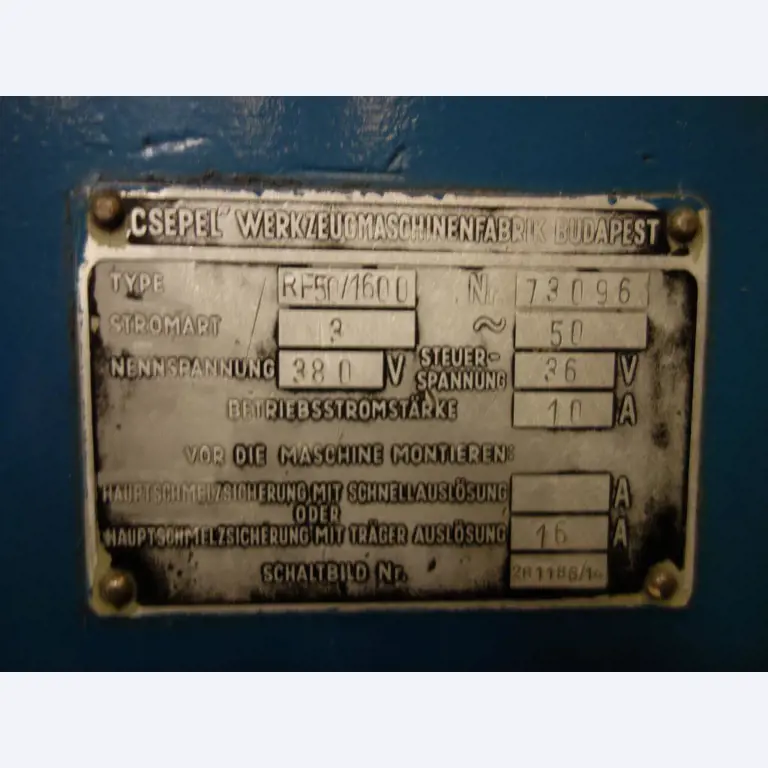 „CSEPEL” WERKZEUGMASCHINENFABRIK BUDAPEST
TYPE RF50/1600 Nr. 73096
STROMART 3 ~ 50
NENNSPANNUNG 380 V STEUER-SPANNUNG 36 V
BETRIEBSSTROMSTÄRKE 10 A
VOR DIE MASCHINE MONTIEREN:
HAUPTSCHMELZSICHERUNG MIT SCHNELLAUSLÖSUNG A
ODER
HAUPTSCHMELZSICHERUNG MIT TRÄGER AUSLÖSUNG 16 A
SCHALTBILD Nr.